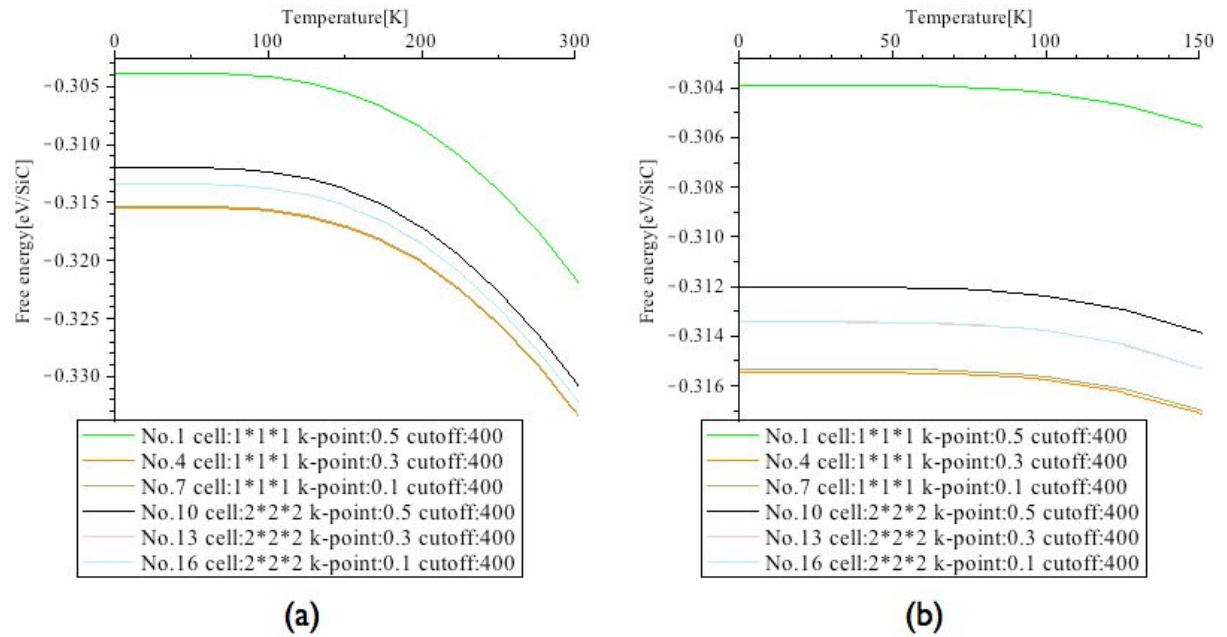 Temperature[K]
0 100 200 300
−0.305
−0.310
−0.315
−0.320
−0.325
−0.330
Free energy[eV/SiC]
No.1 cell:1*1*1 k-point:0.5 cutoff:400
No.4 cell:1*1*1 k-point:0.3 cutoff:400
No.7 cell:1*1*1 k-point:0.1 cutoff:400
No.10 cell:2*2*2 k-point:0.5 cutoff:400
No.13 cell:2*2*2 k-point:0.3 cutoff:400
No.16 cell:2*2*2 k-point:0.1 cutoff:400
(a)
Temperature[K]
0 50 100 150
−0.304
−0.306
−0.308
−0.310
−0.312
−0.314
−0.316
Free energy[eV/SiC]
No.1 cell:1*1*1 k-point:0.5 cutoff:400
No.4 cell:1*1*1 k-point:0.3 cutoff:400
No.7 cell:1*1*1 k-point:0.1 cutoff:400
No.10 cell:2*2*2 k-point:0.5 cutoff:400
No.13 cell:2*2*2 k-point:0.3 cutoff:400
No.16 cell:2*2*2 k-point:0.1 cutoff:400
(b)